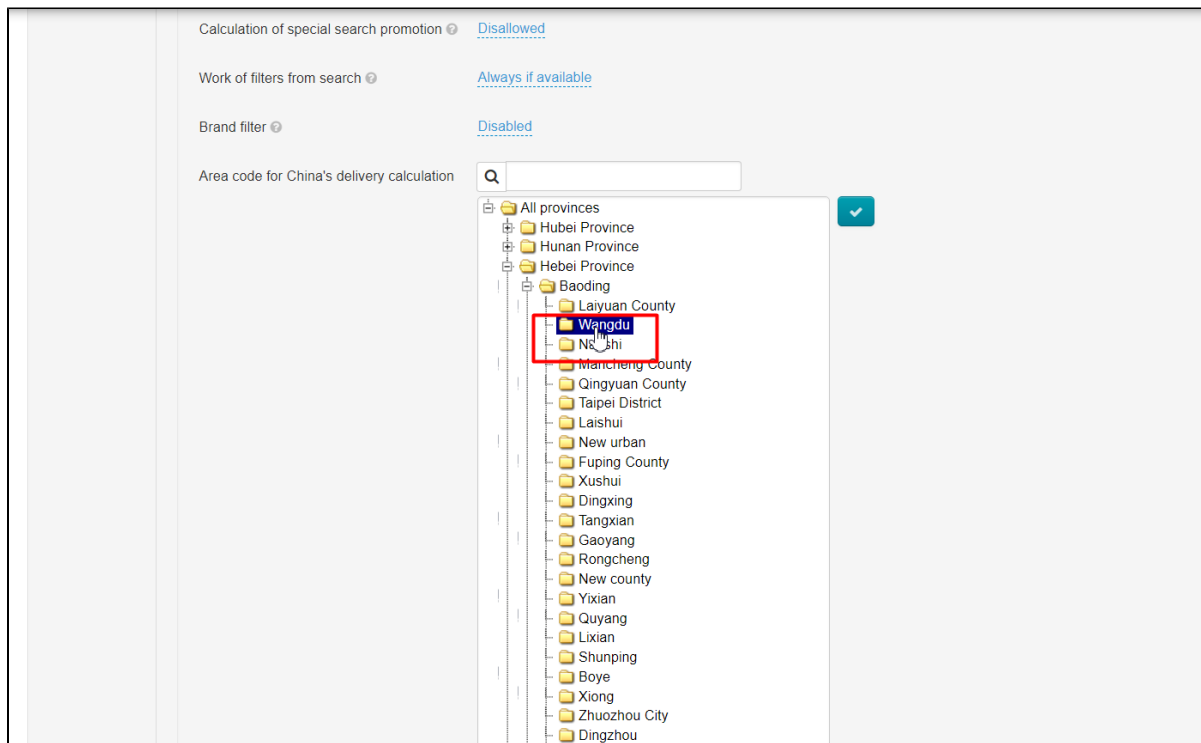 Calculation of special search promotion Disallowed
Work of filters from search Always if available
Brand filter Disabled
Area code for China's delivery calculation
All provinces
Hubei Province
Hunan Province
Hebei Province
Baoding
Laiyuan County
Wangdu
Mancheng County
Qingyuan County
Taipei District
Laishui
New urban
Fuping County
Xushui
Dingxing
Tangxian
Gaoyang
Rongcheng
New county
Yixian
Quyang
Lixian
Shunping
Boye
Xiong
Zhuozhou City
Dingzhou